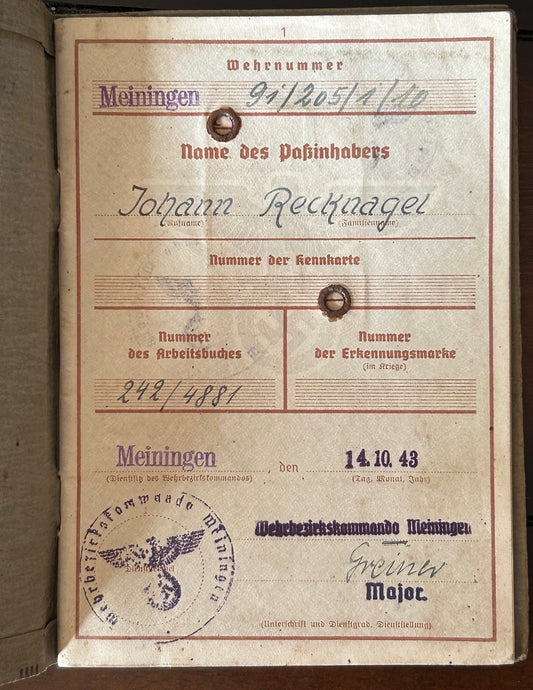 1
Wehrnummer
Meiningen 91/205/1/10
Name des Paßinhabers
Johann Recknagel
(Rufname) (Familienname)
Nummer der Kennkarte
Nummer des Arbeitsbuches
Nummer der Erkennungsmarke
(im Kriege)
242/4881
Meiningen den 14.10.43
(Dienstsitz des Wehrbezirkskommandos) (Tag, Monat, Jahr)
Wehrbezirkskommando Meiningen
Wehrbezirkskommando Meiningen
Greiner
Major.
(Unterschrift und Dienstgrad, Dienststellung)